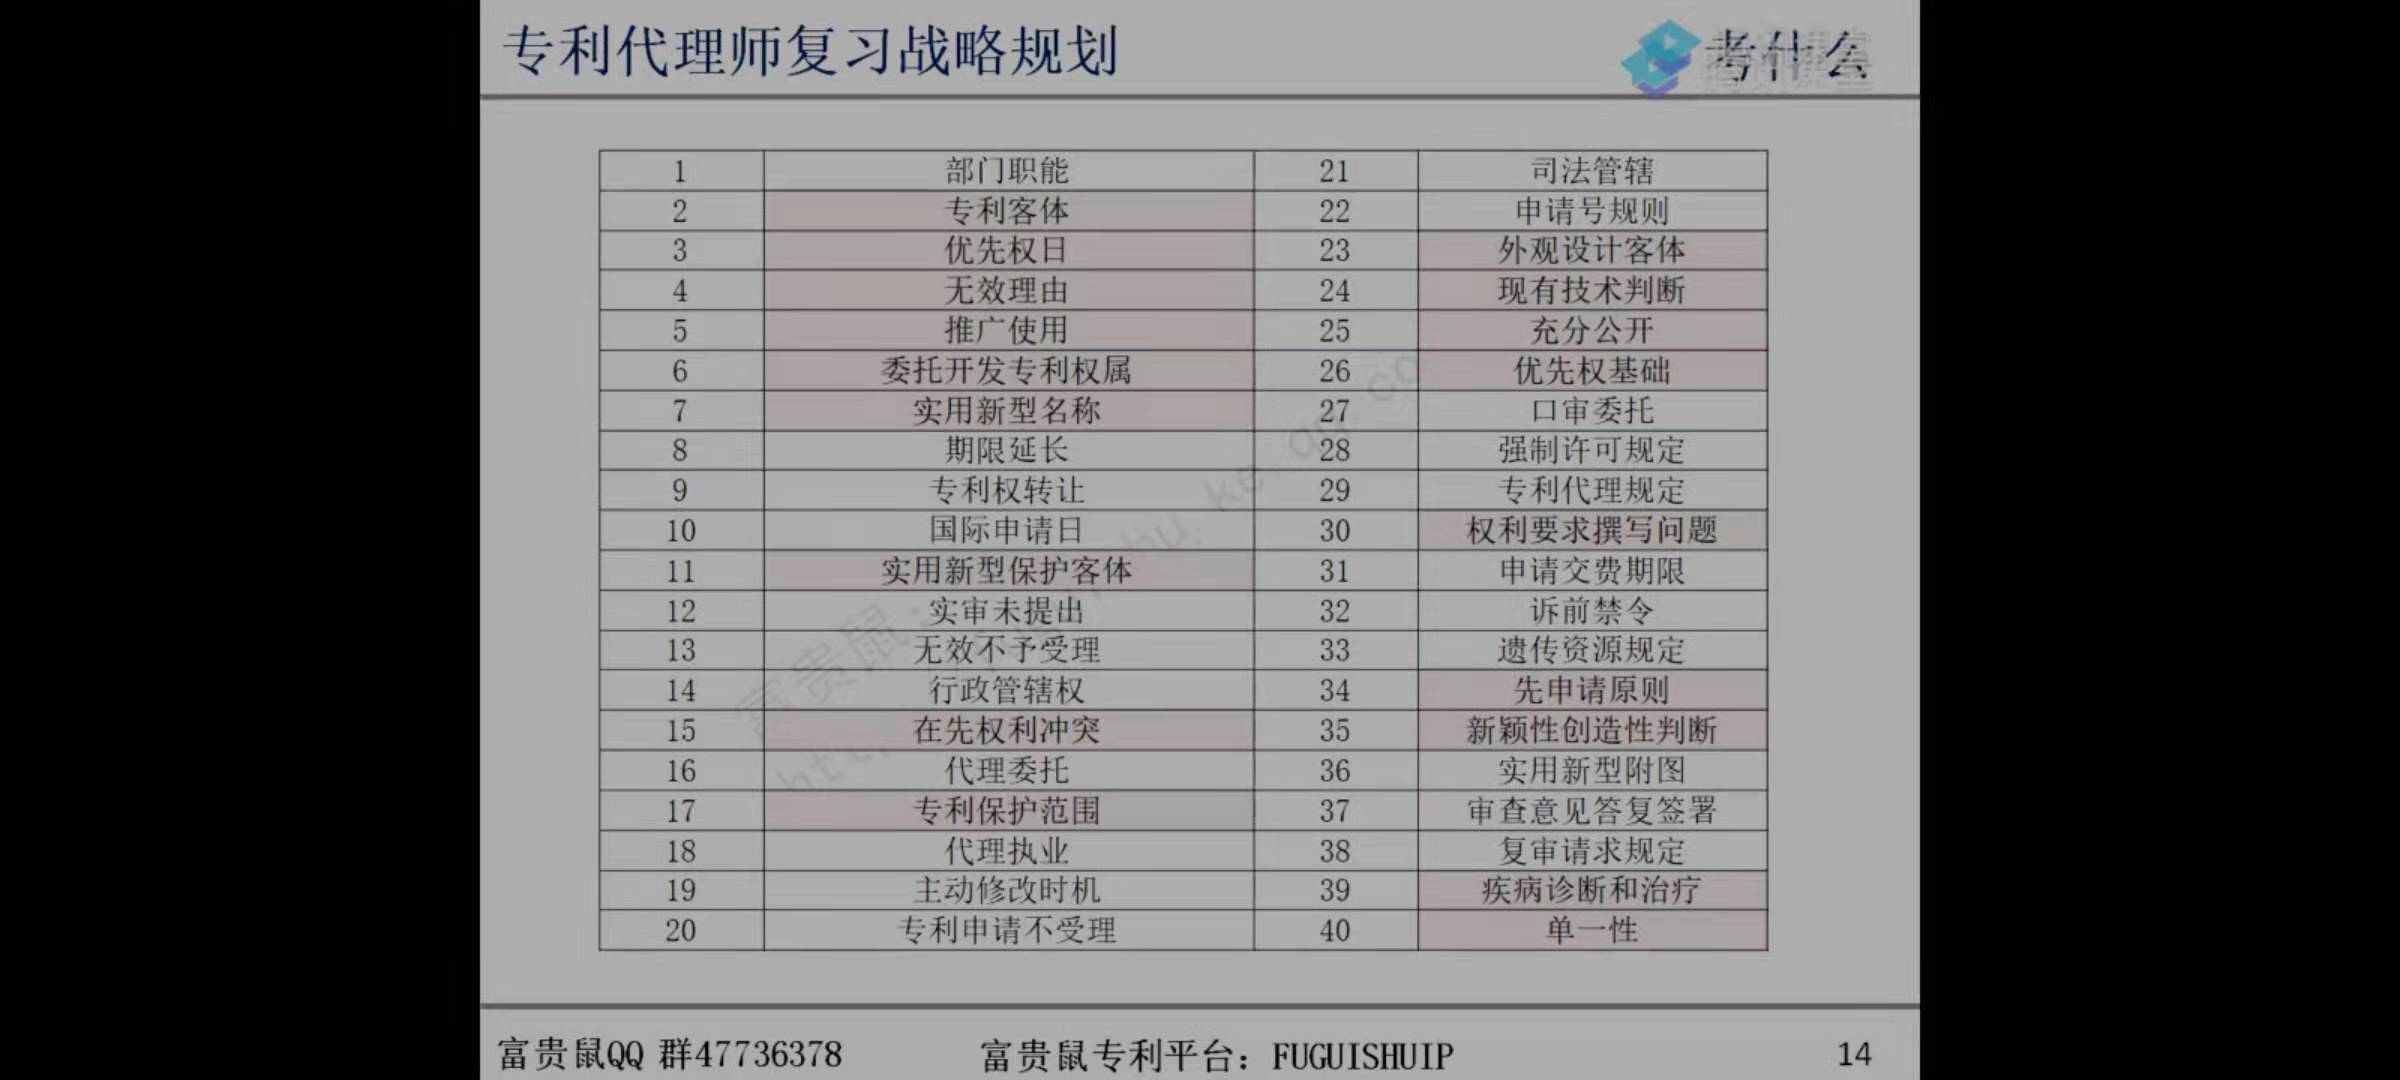 专利代理师复习战略规划
考什么
1 部门职能 21 司法管辖
2 专利客体 22 申请号规则
3 优先权日 23 外观设计客体
4 无效理由 24 现有技术判断
5 推广使用 25 充分公开
6 委托开发专利权属 26 优先权基础
7 实用新型名称 27 口审委托
8 期限延长 28 强制许可规定
9 专利权转让 29 专利代理规定
10 国际申请日 30 权利要求撰写问题
11 实用新型保护客体 31 申请交费期限
12 实审未提出 32 诉前禁令
13 无效不予受理 33 遗传资源规定
14 行政管辖权 34 先申请原则
15 在先权利冲突 35 新颖性创造性判断
16 代理委托 36 实用新型附图
17 专利保护范围 37 审查意见答复签署
18 代理执业 38 复审请求规定
19 主动修改时机 39 疾病诊断和治疗
20 专利申请不受理 40 单一性
富贵鼠:
富贵鼠QQ 群47736378 富贵鼠专利平台：FUGUISHUIP 14